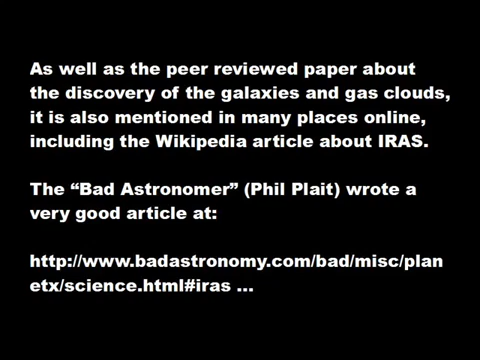 As well as the peer reviewed paper about
the discovery of the galaxies and gas clouds,
it is also mentioned in many places online,
including the Wikipedia article about IRAS.
The “Bad Astronomer” (Phil Plait) wrote a
very good article at:
http://www.badastronomy.com/bad/misc/plan
etx/science.html#iras ...